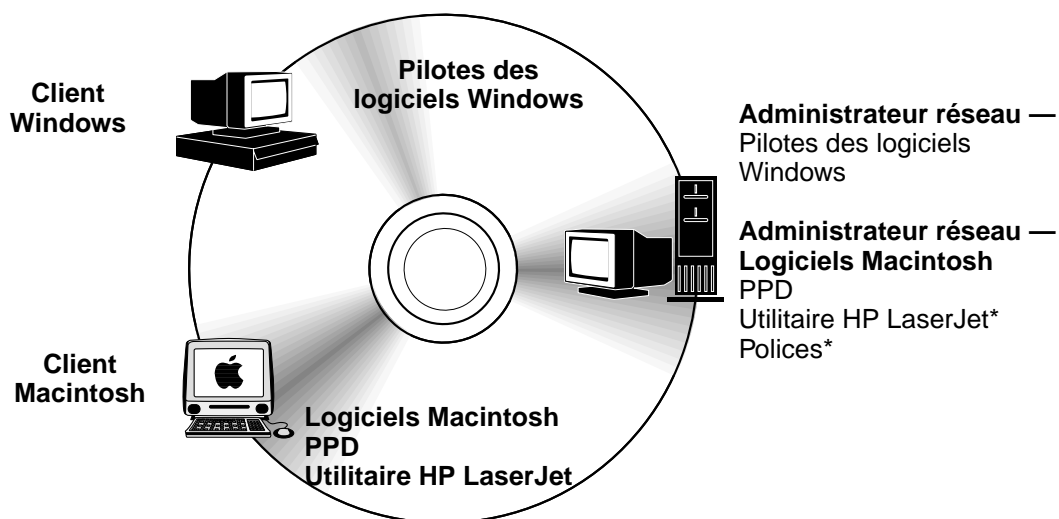 Client
Windows
Pilotes des
logiciels Windows
Administrateur réseau —
Pilotes des logiciels
Windows
Administrateur réseau —
Logiciels Macintosh
PPD
Utilitaire HP LaserJet*
Polices*
Client
Macintosh
Logiciels Macintosh
PPD
Utilitaire HP LaserJet